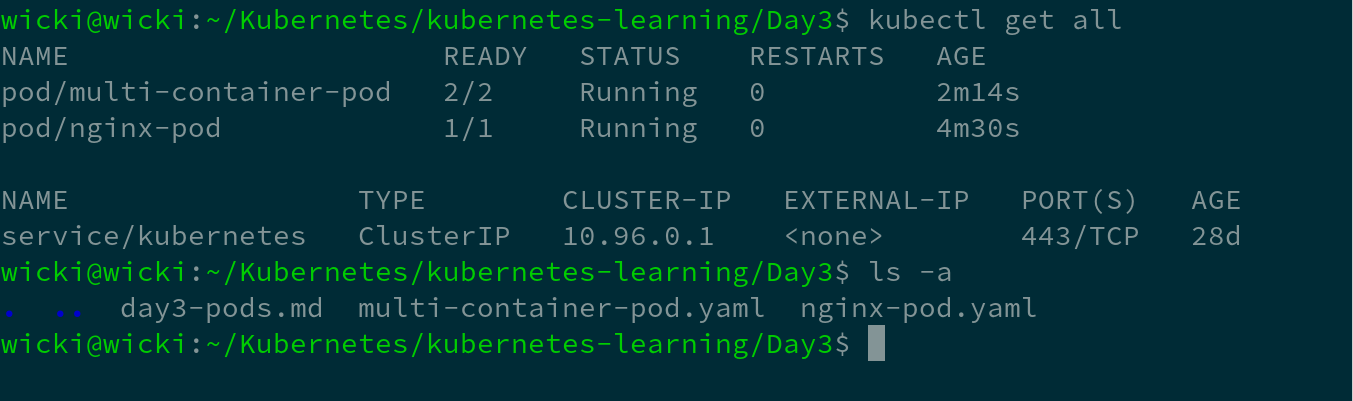 wicki@wicki:~/Kubernetes/kubernetes-learning/Day3$ kubectl get all
NAME                      READY   STATUS    RESTARTS   AGE
pod/multi-container-pod   2/2     Running   0          2m14s
pod/nginx-pod             1/1     Running   0          4m30s

NAME                 TYPE        CLUSTER-IP   EXTERNAL-IP   PORT(S)   AGE
service/kubernetes   ClusterIP   10.96.0.1    <none>        443/TCP   28d
wicki@wicki:~/Kubernetes/kubernetes-learning/Day3$ ls -a
.  ..  day3-pods.md  multi-container-pod.yaml  nginx-pod.yaml
wicki@wicki:~/Kubernetes/kubernetes-learning/Day3$